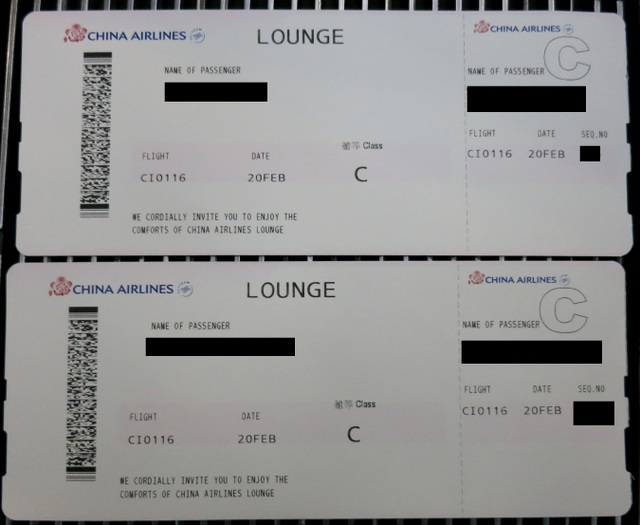 CHINA AIRLINES
LOUNGE
CHINA AIRLINES
C
NAME OF PASSENGER
NAME OF PASSENGER
FLIGHT DATE SEQ.NO
艙等 Class
FLIGHT DATE
CI0116 20FEB
CI0116 20FEB C
WE CORDIALLY INVITE YOU TO ENJOY THE
COMFORTS OF CHINA AIRLINES LOUNGE
CHINA AIRLINES
LOUNGE
CHINA AIRLINES
C
NAME OF PASSENGER
NAME OF PASSENGER
FLIGHT DATE SEQ.NO
艙等 Class
FLIGHT DATE
CI0116 20FEB
CI0116 20FEB C
WE CORDIALLY INVITE YOU TO ENJOY THE
COMFORTS OF CHINA AIRLINES LOUNGE